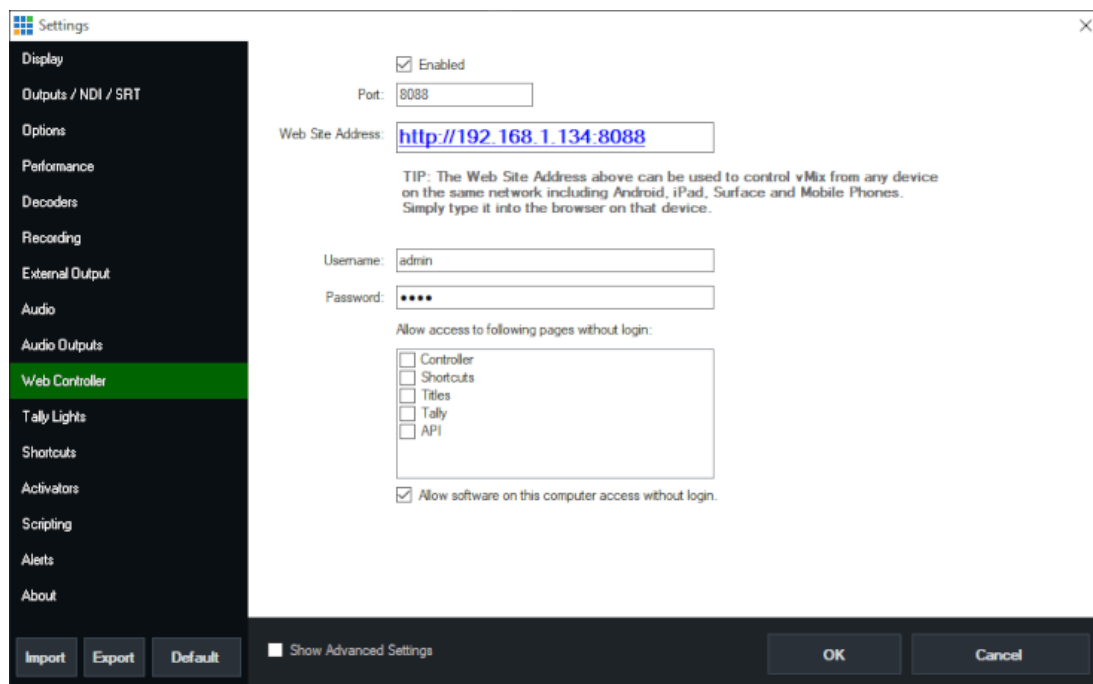 Settings
Display
Outputs / NDI / SRT
Options
Performance
Decoders
Recording
External Output
Audio
Audio Outputs
Web Controller
Tally Lights
Shortcuts
Activators
Scripting
Alerts
About
Import Export Default
Enabled
Port: 8088
Web Site Address: http://192.168.1.134:8088
TIP: The Web Site Address above can be used to control vMix from any device
on the same network including Android, iPad, Surface and Mobile Phones.
Simply type it into the browser on that device.
Username: admin
Password: ••••
Allow access to following pages without login:
Controller
Shortcuts
Titles
Tally
API
Allow software on this computer access without login.
Show Advanced Settings
OK Cancel